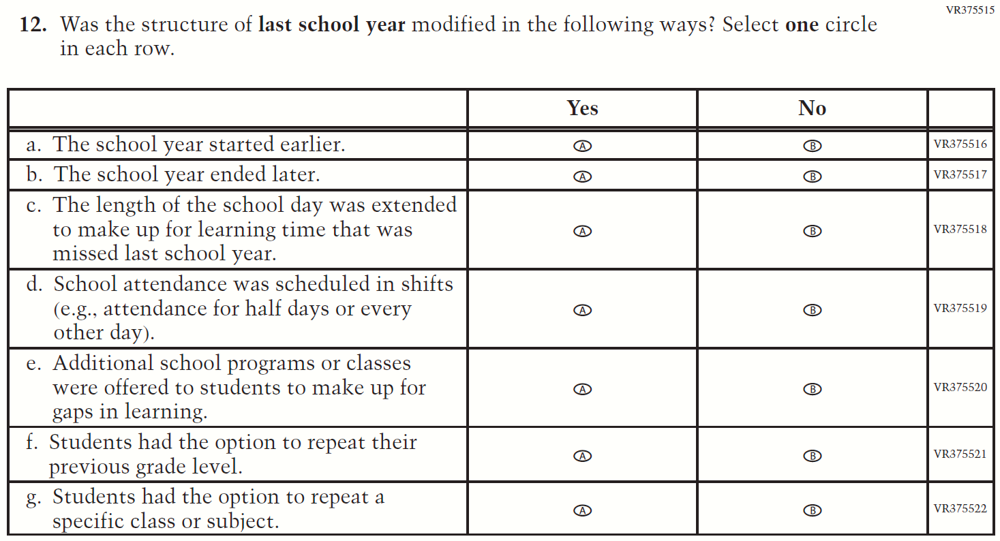 VR375515
12. Was the structure of last school year modified in the following ways? Select one circle
in each row.
Yes No
a. The school year started earlier. A B VR375516
b. The school year ended later. A B VR375517
c. The length of the school day was extended
to make up for learning time that was A B VR375518
missed last school year.
d. School attendance was scheduled in shifts
(e.g., attendance for half days or every A B VR375519
other day).
e. Additional school programs or classes
were offered to students to make up for A B VR375520
gaps in learning.
f. Students had the option to repeat their
previous grade level. A B VR375521
g. Students had the option to repeat a
specific class or subject. A B VR375522